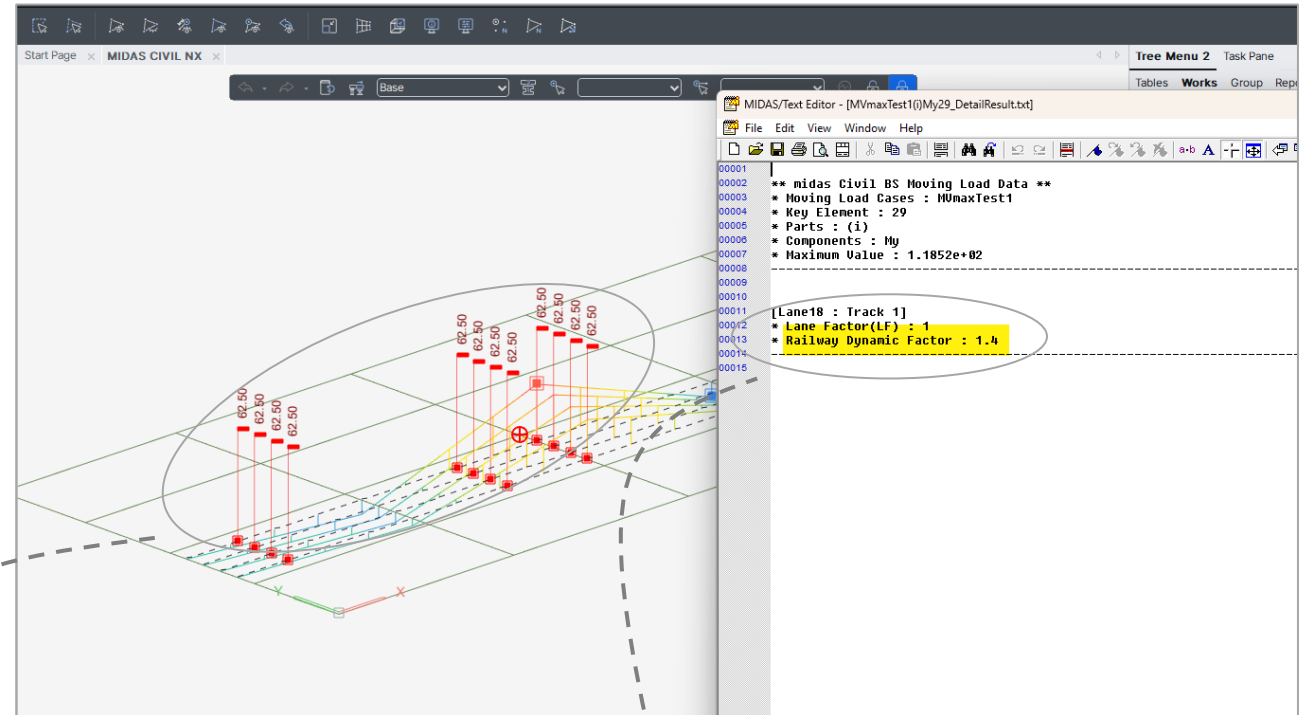 Start Page
MIDAS CIVIL NX
Tree Menu 2
Task Pane
Base
Tables
Works
Group
MIDAS/Text Editor - [MVmaxTest1(i)My29_DetailResult.txt]
File Edit View Window Help
a•b A
00001
00002 ** midas Civil BS Moving Load Data **
00003 * Moving Load Cases : MVmaxTest1
00004 * Key Element : 29
00005 * Parts : (i)
00006 * Components : My
00007 * Maximum Value : 1.1852e+02
00008 --------------------------------------------------------------------------------
00009
00010
00011 [Lane18 : Track 1]
00012 * Lane Factor(LF) : 1
00013 * Railway Dynamic Factor : 1.4
00014 --------------------------------------------------------------------------------
00015
62.50
62.50
62.50
62.50
62.50
62.50
62.50
62.50
62.50
62.50
62.50
62.50
Y
X
N
N